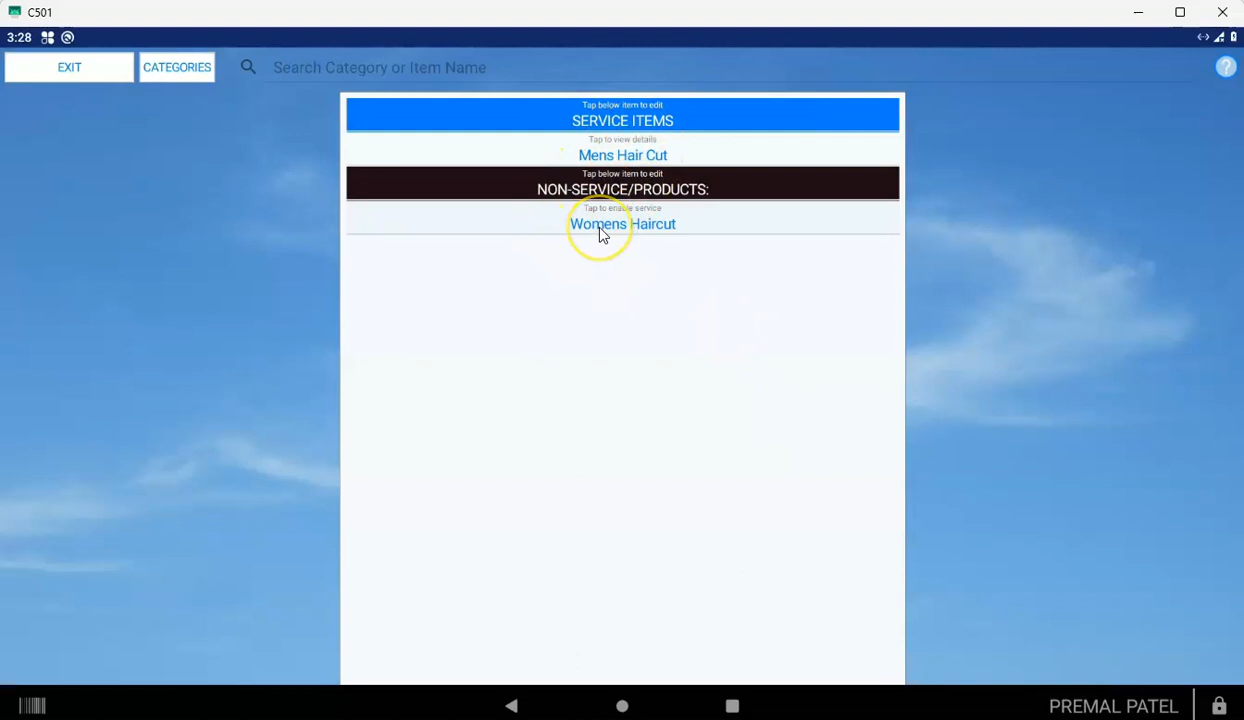 C501
3:28
EXIT
CATEGORIES
Search Category or Item Name
?
Tap below item to edit
SERVICE ITEMS
Tap to view details
Mens Hair Cut
Tap below item to edit
NON-SERVICE/PRODUCTS:
Tap to enable service
Womens Haircut
PREMAL PATEL